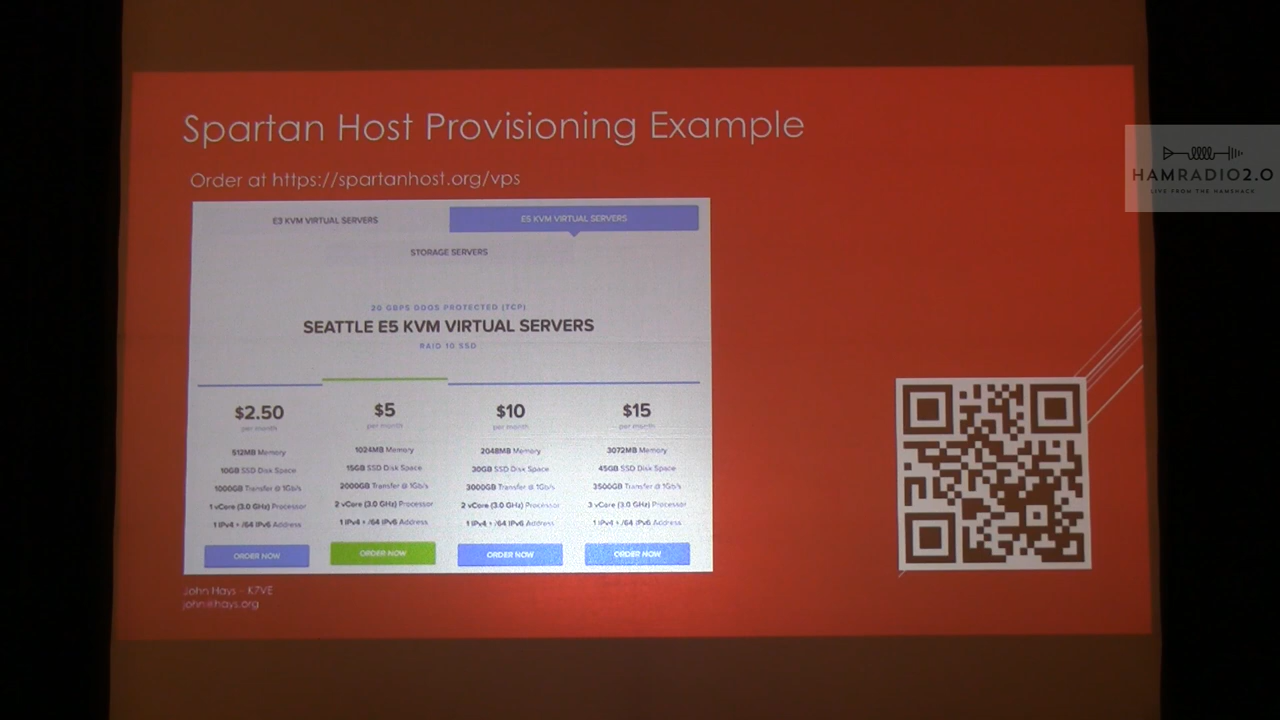 Spartan Host Provisioning Example
Order at https://spartanhost.org/vps
HAMRADIO2.0
LIVE FROM THE HAMSHACK
E3 KVM VIRTUAL SERVERS
E5 KVM VIRTUAL SERVERS
STORAGE SERVERS
20 GBPS DDOS PROTECTED (TCP)
SEATTLE E5 KVM VIRTUAL SERVERS
RAID 10 SSD
$2.50
per month
512MB Memory
10GB SSD Disk Space
1000GB Transfer @ 1Gb/s
1 vCore (3.0 GHz) Processor
1 IPv4 + /64 IPv6 Address
ORDER NOW
$5
per month
1024MB Memory
15GB SSD Disk Space
2000GB Transfer @ 1Gb/s
2 vCore (3.0 GHz) Processor
1 IPv4 + /64 IPv6 Address
ORDER NOW
$10
per month
2048MB Memory
30GB SSD Disk Space
3000GB Transfer @ 1Gb/s
2 vCore (3.0 GHz) Processor
1 IPv4 + /64 IPv6 Address
ORDER NOW
$15
per month
3072MB Memory
45GB SSD Disk Space
3500GB Transfer @ 1Gb/s
3 vCore (3.0 GHz) Processor
1 IPv4 + /64 IPv6 Address
ORDER NOW
John Hays - K7VE
john@hays.org